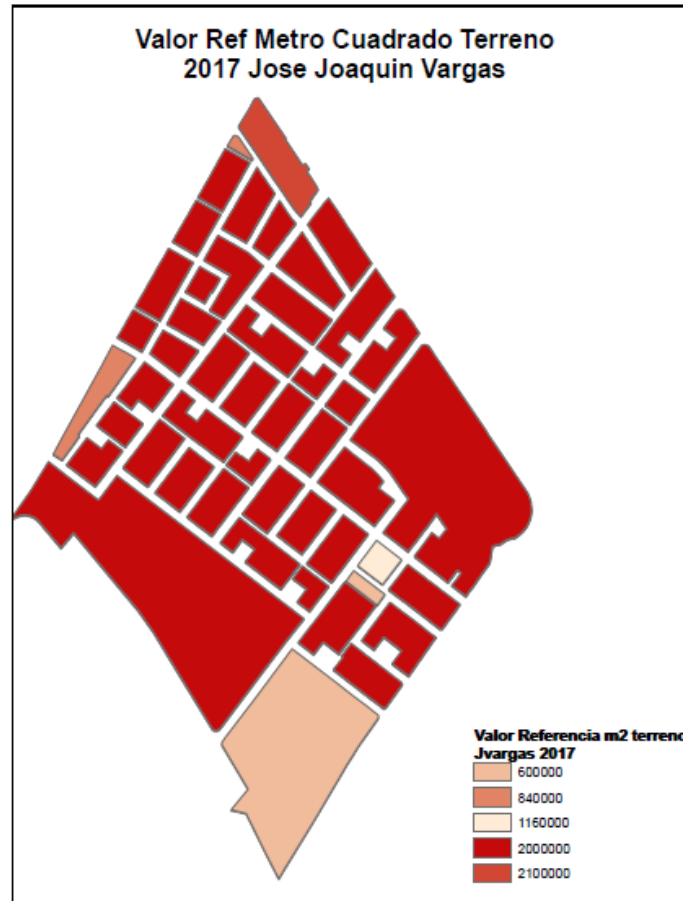 Valor Ref Metro Cuadrado Terreno
2017 Jose Joaquin Vargas
Valor Referencia m2 terreno
Jvargas 2017
600000
840000
1160000
2000000
2100000